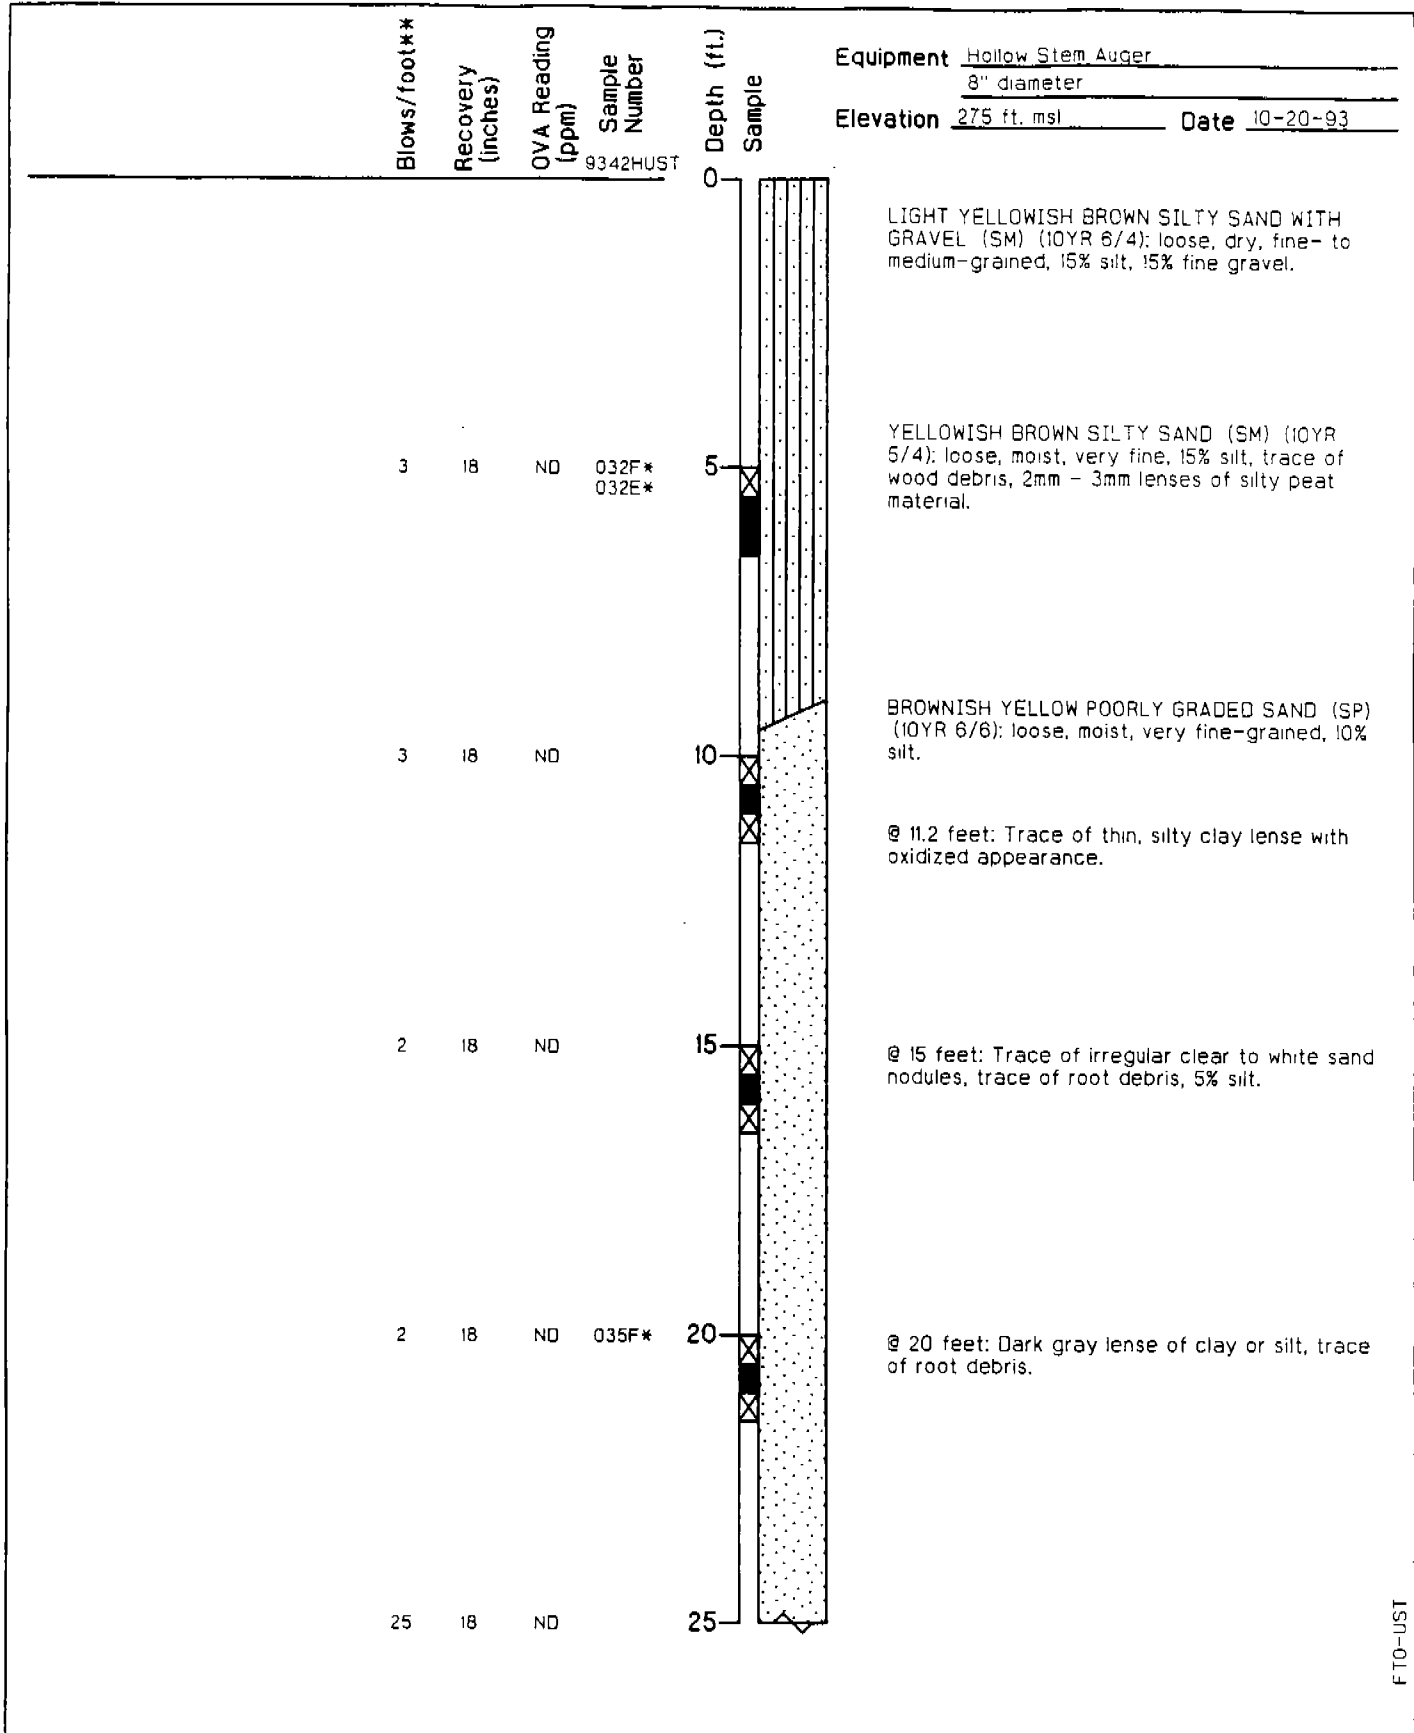 Blows/foot**
Recovery
(inches)
OVA Reading
(ppm)
Sample
Number
9342HUST
Depth (ft.)
Sample
Equipment Hollow Stem Auger
8" diameter
Elevation 275 ft. msl Date 10-20-93
0
LIGHT YELLOWISH BROWN SILTY SAND WITH
GRAVEL (SM) (10YR 6/4): loose, dry, fine- to
medium-grained, 15% silt, 15% fine gravel.
YELLOWISH BROWN SILTY SAND (SM) (10YR
5/4): loose, moist, very fine, 15% silt, trace of
wood debris, 2mm - 3mm lenses of silty peat
material.
3 18 ND 032F* 5
032E*
BROWNISH YELLOW POORLY GRADED SAND (SP)
(10YR 6/6): loose, moist, very fine-grained, 10%
silt.
3 18 ND 10
@ 11.2 feet: Trace of thin, silty clay lense with
oxidized appearance.
2 18 ND 15
@ 15 feet: Trace of irregular clear to white sand
nodules, trace of root debris, 5% silt.
2 18 ND 035F* 20
@ 20 feet: Dark gray lense of clay or silt, trace
of root debris.
25 18 ND 25
FTO-UST